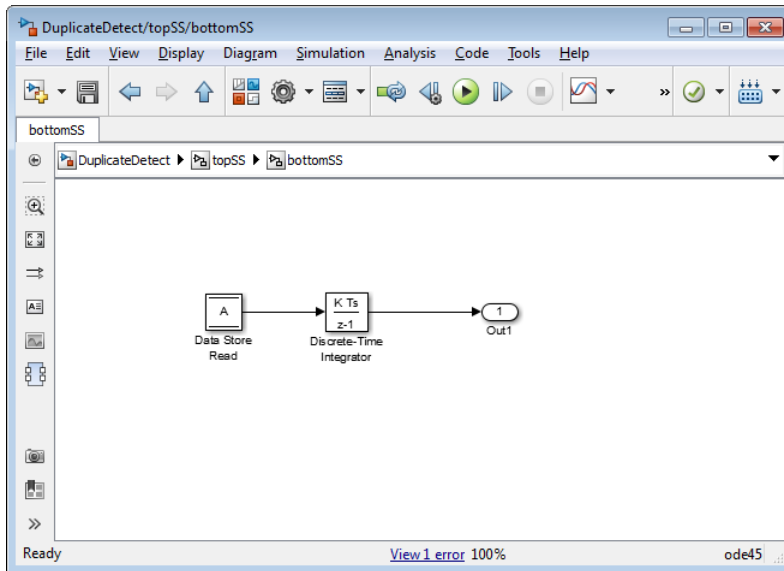 DuplicateDetect/topSS/bottomSS
File Edit View Display Diagram Simulation Analysis Code Tools Help
»
bottomSS
DuplicateDetect topSS bottomSS
A
K Ts
z-1
1
Data Store
Read
Discrete-Time
Integrator
Out1
Ready View 1 error 100% ode45